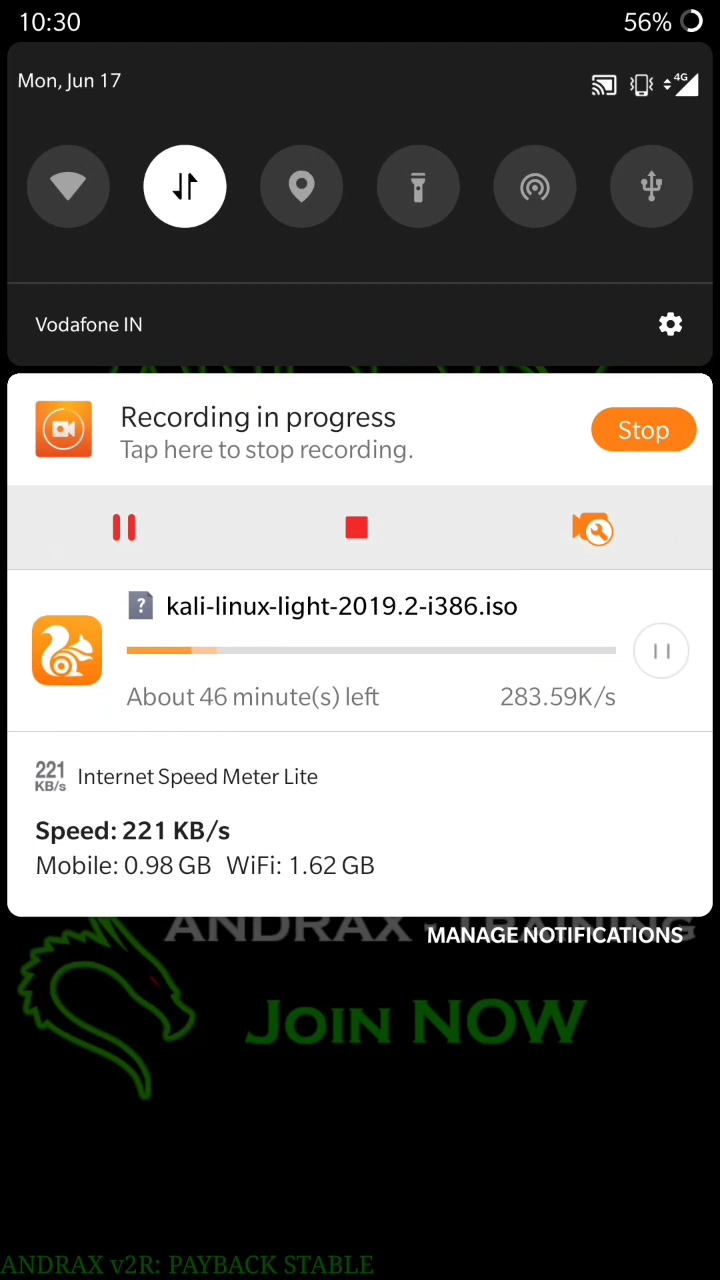 10:30
56%
Mon, Jun 17
4G
Vodafone IN
Recording in progress
Tap here to stop recording.
Stop
? kali-linux-light-2019.2-i386.iso
About 46 minute(s) left
283.59K/s
221
KB/s
Internet Speed Meter Lite
Speed: 221 KB/s
Mobile: 0.98 GB WiFi: 1.62 GB
ANDRAX - TRAINING
MANAGE NOTIFICATIONS
JOIN NOW
ANDRAX v2R: PAYBACK STABLE